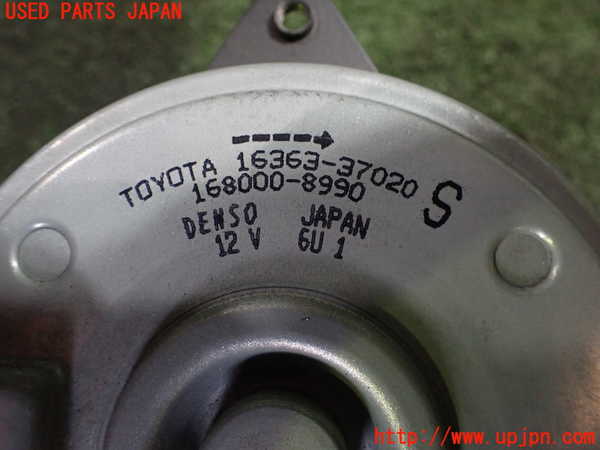 USED PARTS JAPAN
TOYOTA 16363-37020
168000-8990
S
DENSO JAPAN
12 V 6U 1
http://www.upjpn.com/